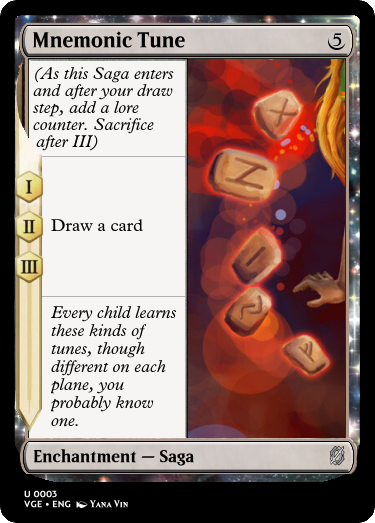 Mnemonic Tune 5
(As this Saga enters
and after your draw
step, add a lore
counter. Sacrifice
after III)
I
II
III
Draw a card
Every child learns
these kinds of
tunes, though
different on each
plane, you
probably know
one.
Enchantment — Saga
U 0003
VGE • ENG Yana Vin